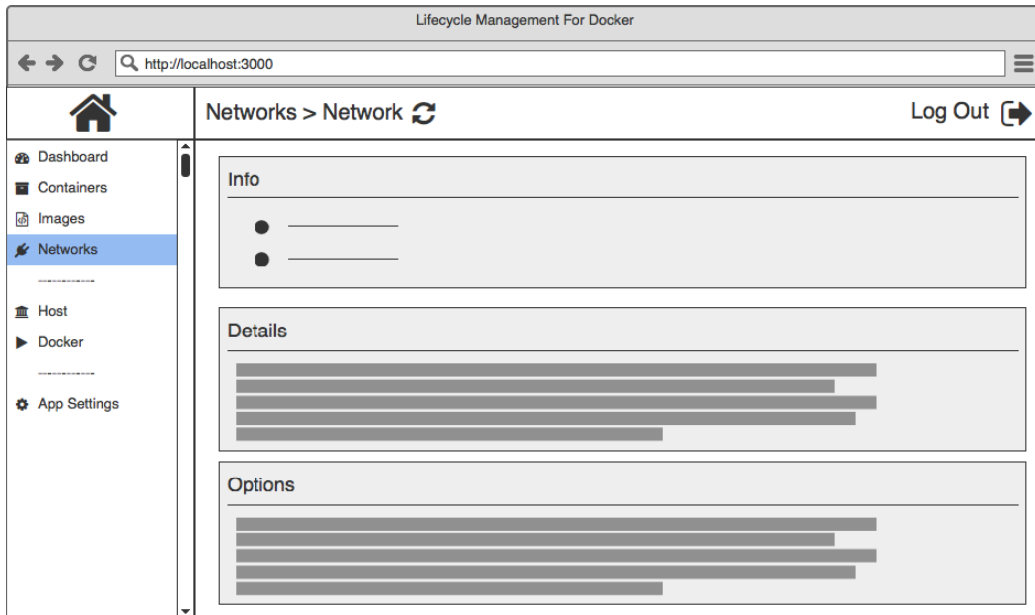 Lifecycle Management For Docker
http://localhost:3000
Networks > Network
Log Out
Dashboard
Containers
Images
Networks
------------
Host
Docker
------------
App Settings
Info
Details
Options